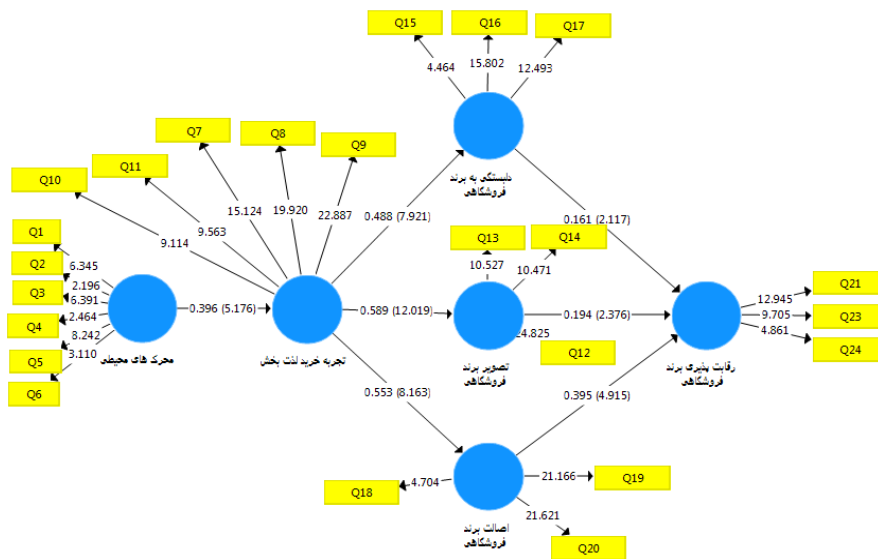 Q15
Q16
Q17
4.464
15.802
12.493
Q7
Q8
Q9
Q10
Q11
دلبستگی به برند
فروشگاهی
9.114
9.563
15.124
19.920
22.887
0.488 (7.921)
0.161 (2.117)
Q1
Q2
Q3
Q4
Q5
Q6
6.345
2.196
6.391
2.464
8.242
3.110
محرک های محیطی
0.396 (5.176)
تجربه خرید لذت بخش
0.589 (12.019)
Q13
Q14
10.527
10.471
24.825
Q12
تصویر برند
فروشگاهی
0.194 (2.376)
رقابت پذیری برند
فروشگاهی
12.945
9.705
4.861
Q21
Q23
Q24
0.553 (8.163)
0.395 (4.915)
Q18
4.704
21.166
Q19
21.621
Q20
اصالت برند
فروشگاهی